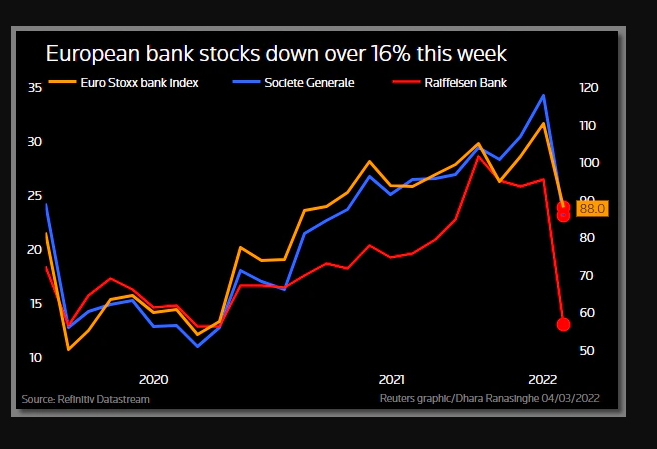 European bank stocks down over 16% this week
Euro Stoxx bank Index Societe Generale Raiffeisen Bank
35 120
110
30
100
25
88.0
20 80
70
15
60
10 50
2020 2021 2022
Source: Refinitiv Datastream Reuters graphic/Dhara Ranasinghe 04/03/2022